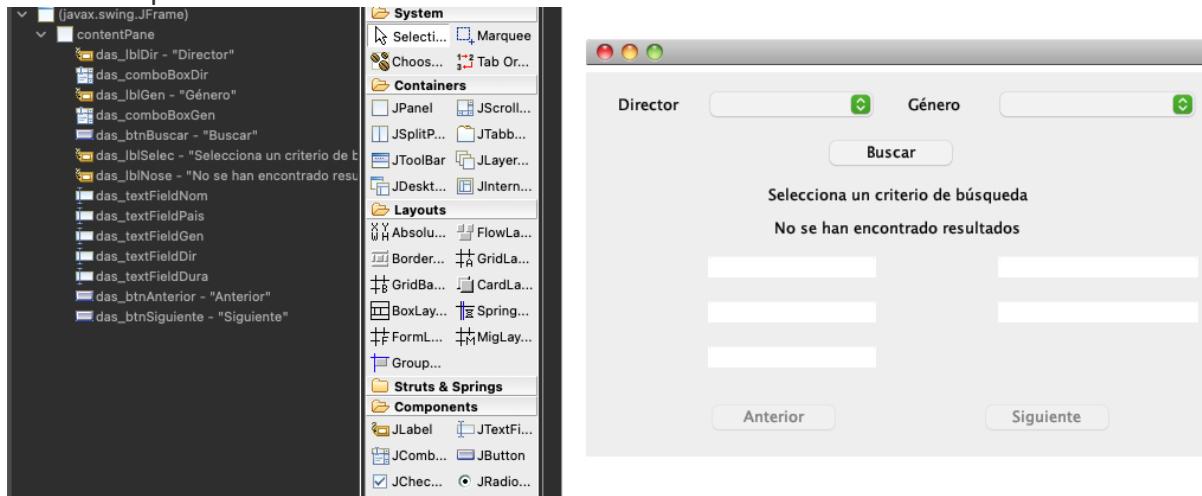 (javax.swing.JFrame)
contentPane
das_lblDir - "Director"
das_comboBoxDir
das_lblGen - "Género"
das_comboBoxGen
das_btnBuscar - "Buscar"
das_lblSelec - "Selecciona un criterio de b
das_lblNose - "No se han encontrado resu
das_textFieldNom
das_textFieldPais
das_textFieldGen
das_textFieldDir
das_textFieldDura
das_btnAnterior - "Anterior"
das_btnSiguiente - "Siguiente"
System
Selecti... Marquee
Choos... Tab Or...
Containers
JPanel JScroll...
JSplitP... JTabb...
JToolBar JLayer...
JDeskt... JIntern...
Layouts
Absolu... FlowLa...
Border... GridLa...
GridBa... CardLa...
BoxLay... Spring...
FormL... MigLay...
Group...
Struts & Springs
Components
JLabel JTextFi...
JComb... JButton
JChec... JRadio...
Director Género
Buscar
Selecciona un criterio de búsqueda
No se han encontrado resultados
Anterior Siguiente